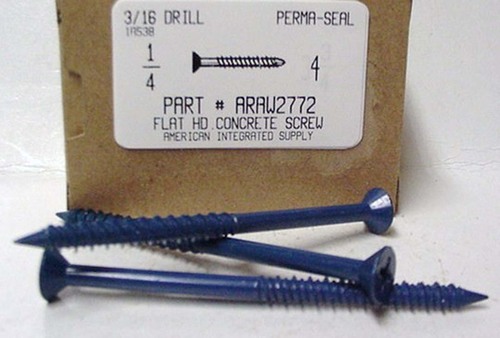 3/16 DRILL PERMA-SEAL
1A538
1/4 4
PART # ARAW2772
FLAT HD. CONCRETE SCREW
AMERICAN INTEGRATED SUPPLY